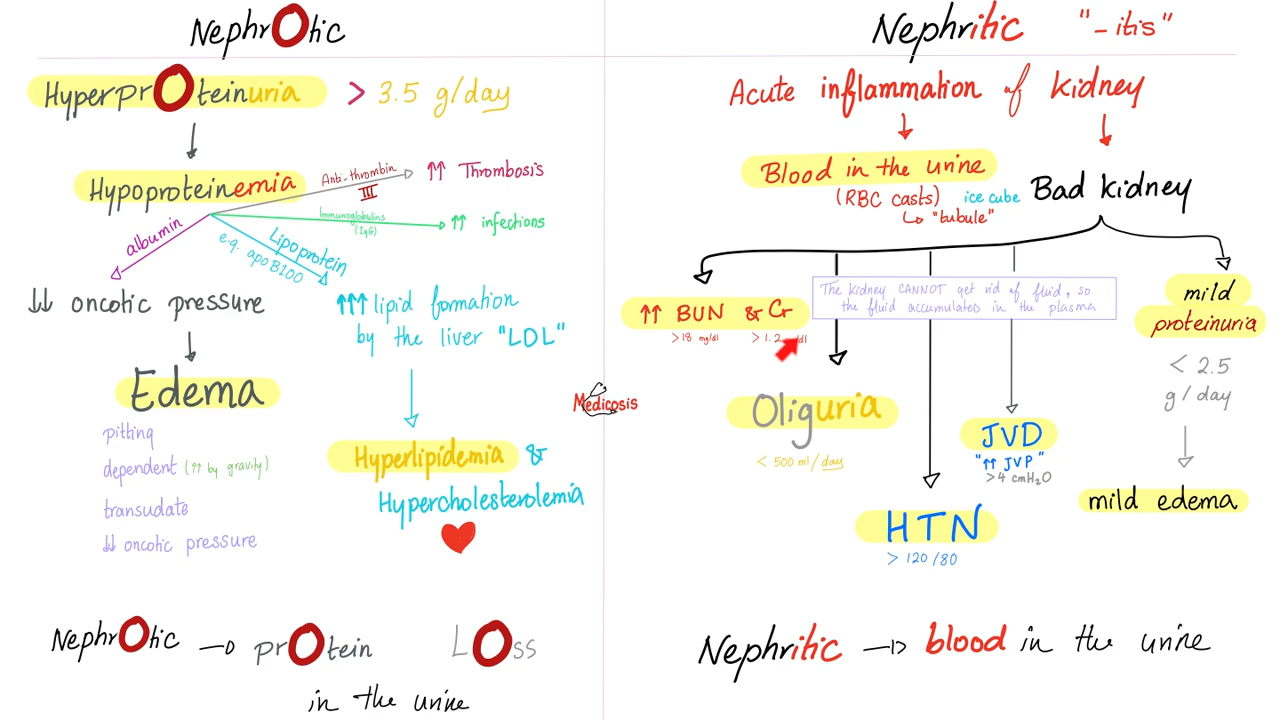 NephrOtic
HyperprOteinuria > 3.5 g/day
Hypoproteinemia
Anti-thrombin
III
↑↑ Thrombosis
Immunoglobulins
(IgG)
↑↑ infections
albumin
Lipoprotein
e.g. apoB100
↓↓ oncotic pressure
↑↑↑ lipid formation
by the liver "LDL"
Edema
pitting
dependent (↑↑ by gravity)
transudate
↓↓ oncotic pressure
Hyperlipidemia &
Hypercholesterolemia
NephrOtic → prOtein LOss
in the urine
Medicosis
Nephritic "-itis"
Acute inflammation of kidney
Blood in the urine
(RBC casts) ice cube
↳ "tubule"
Bad kidney
↑↑ BUN & Cr
>18 mg/dl >1.2
The kidney CANNOT get rid of fluid, so
the fluid accumulated in the plasma
mild
proteinuria
< 2.5
g/day
mild edema
Oliguria
< 500 ml/day
JVD
"↑↑ JVP"
>4 cmH2O
HTN
> 120/80
Nephritic → blood in the urine